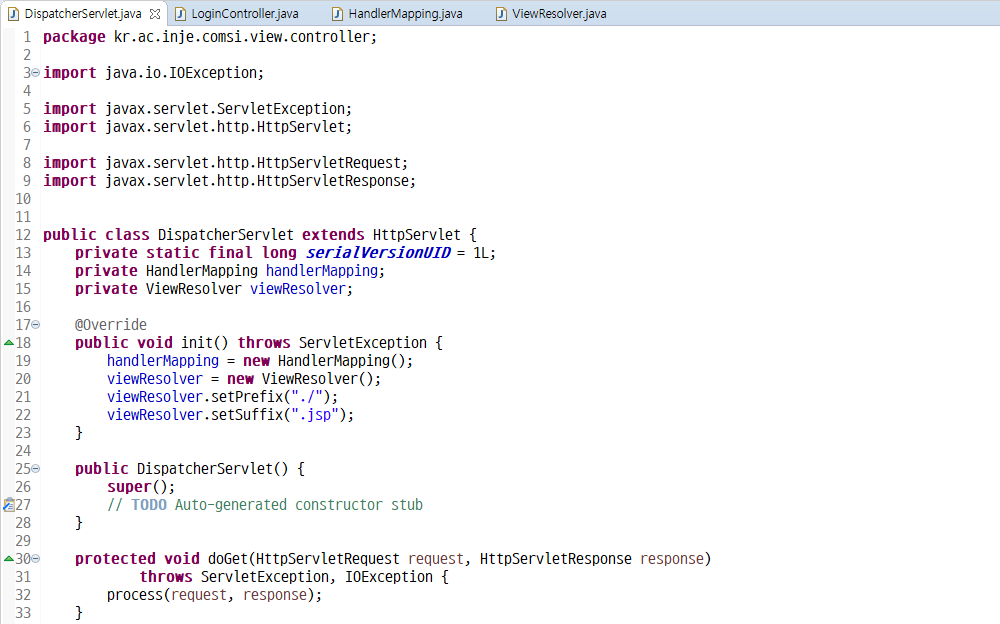 DispatcherServlet.java LoginController.java HandlerMapping.java ViewResolver.java
1 package kr.ac.inje.comsi.view.controller;
2
3 import java.io.IOException;
4
5 import javax.servlet.ServletException;
6 import javax.servlet.http.HttpServlet;
7
8 import javax.servlet.http.HttpServletRequest;
9 import javax.servlet.http.HttpServletResponse;
10
11
12 public class DispatcherServlet extends HttpServlet {
13     private static final long serialVersionUID = 1L;
14     private HandlerMapping handlerMapping;
15     private ViewResolver viewResolver;
16
17     @Override
18     public void init() throws ServletException {
19         handlerMapping = new HandlerMapping();
20         viewResolver = new ViewResolver();
21         viewResolver.setPrefix("./");
22         viewResolver.setSuffix(".jsp");
23     }
24
25     public DispatcherServlet() {
26         super();
27         // TODO Auto-generated constructor stub
28     }
29
30     protected void doGet(HttpServletRequest request, HttpServletResponse response)
31             throws ServletException, IOException {
32         process(request, response);
33     }